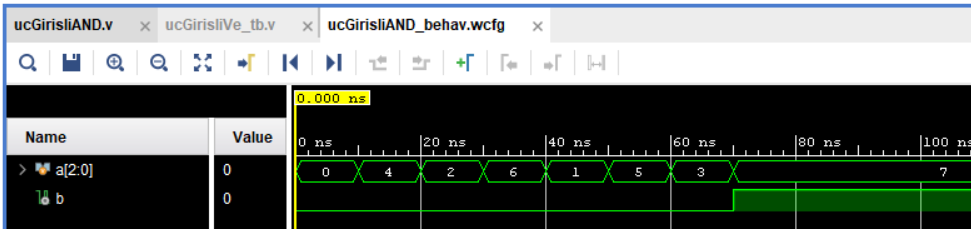 ucGirisliAND.v × ucGirisliVe_tb.v × ucGirisliAND_behav.wcfg ×
0.000 ns
Name Value 0 ns 20 ns 40 ns 60 ns 80 ns 100 ns
a[2:0] 0 0 4 2 6 1 5 3 7
b 0